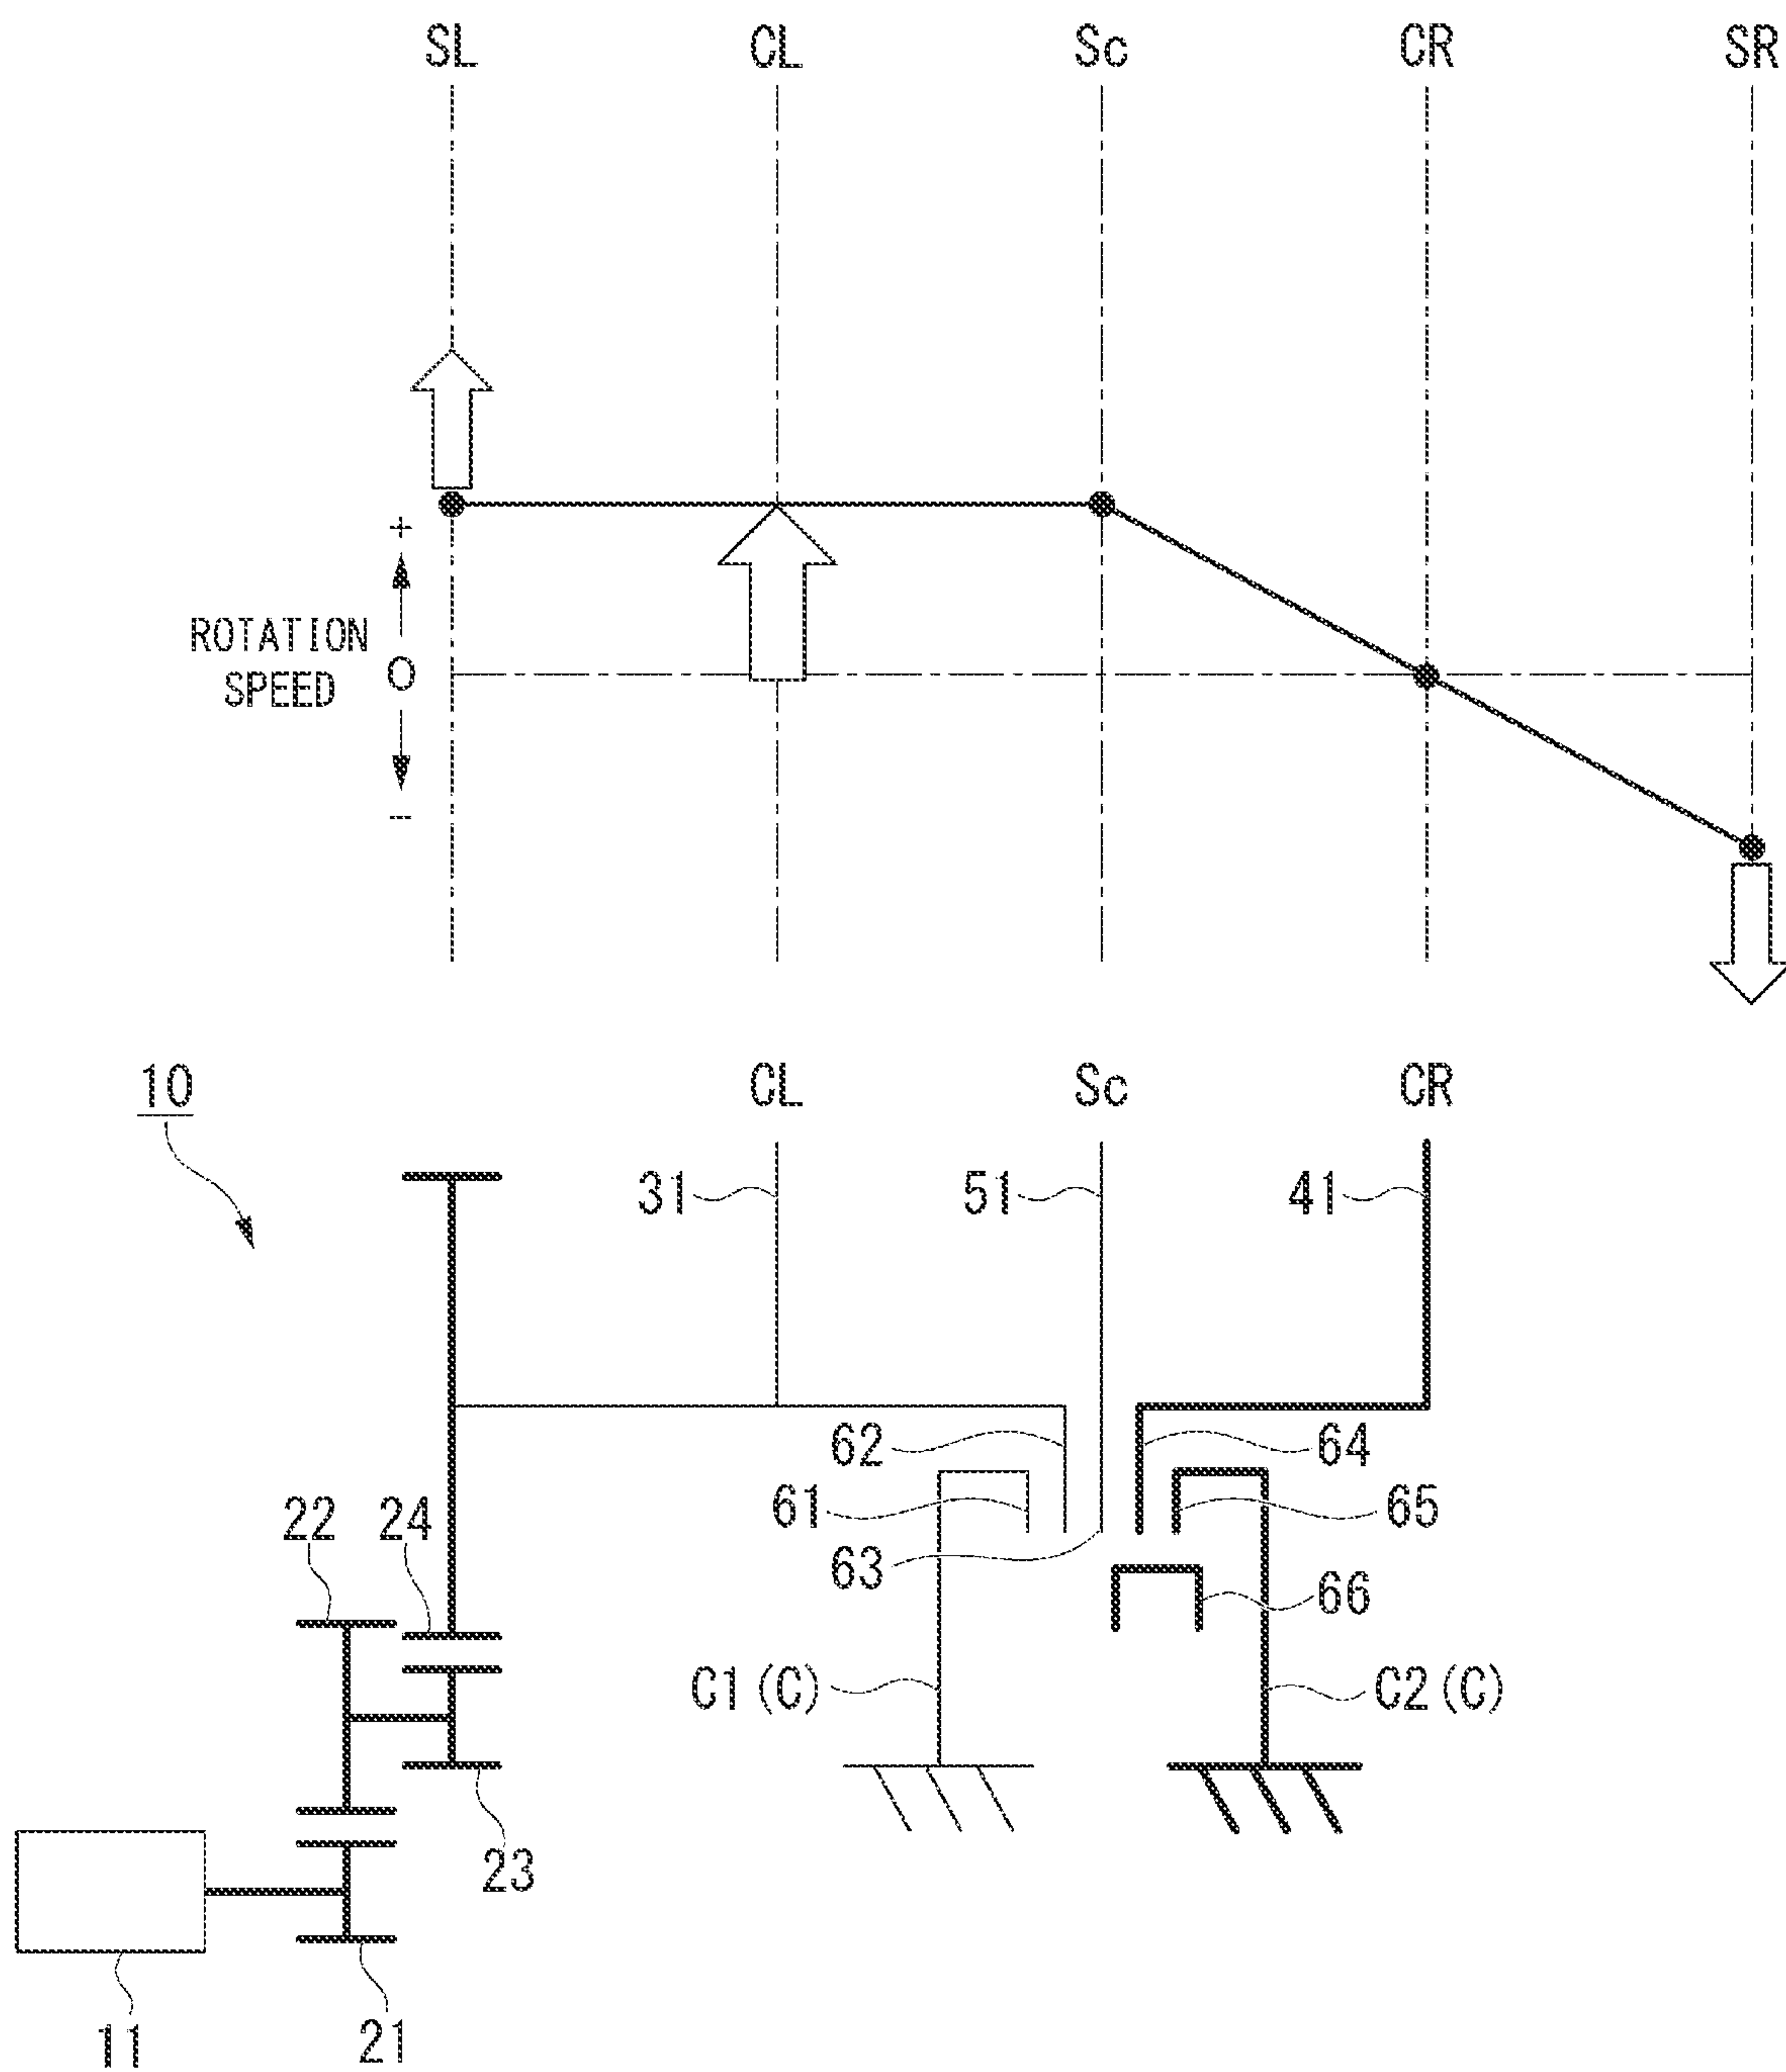 SL CL Sc CR SR
+
ROTATION
SPEED
0
-
10
CL Sc CR
31 51 41
62 64
61 65
63
66
22 24
C1(C) C2(C)
23
11
21